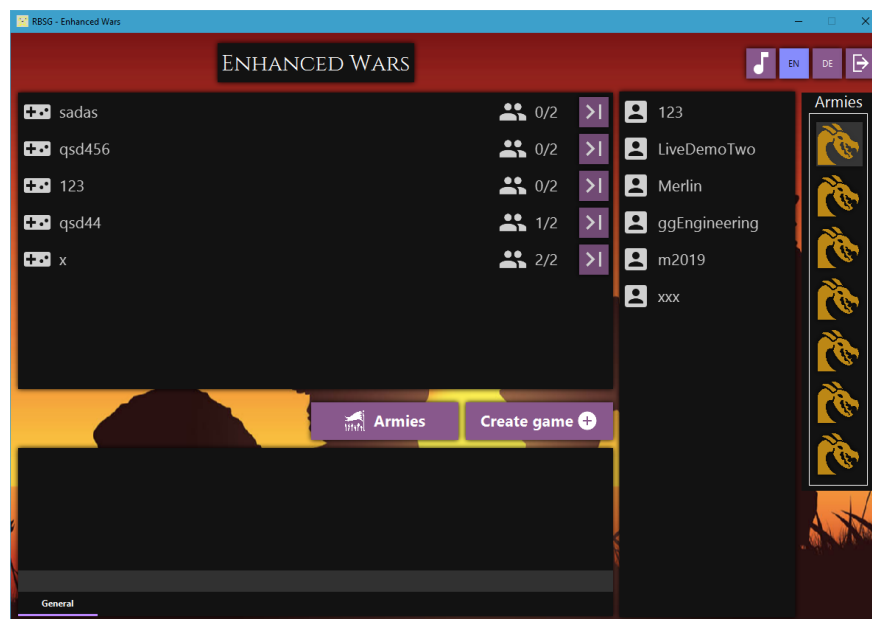 RBSG - Enhanced Wars
Enhanced Wars
EN
DE
sadas 0/2
qsd456 0/2
123 0/2
qsd44 1/2
x 2/2
123
LiveDemoTwo
Merlin
ggEngineering
m2019
xxx
Armies
Armies
Create game
General